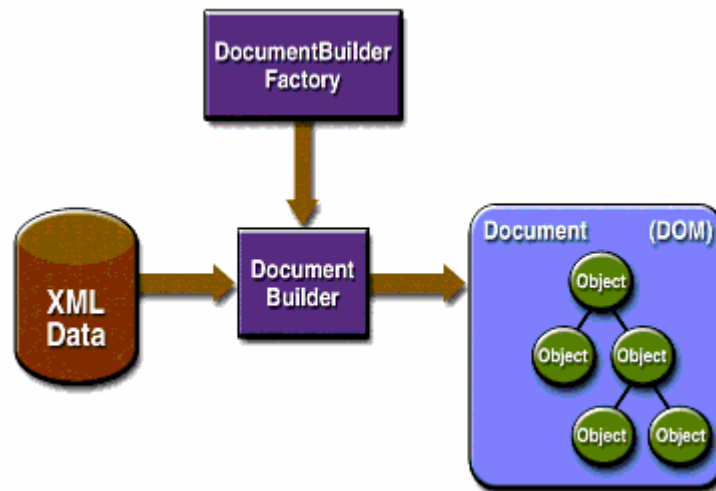 DocumentBuilder
Factory
XML
Data
Document
Builder
Document (DOM)
Object
Object Object
Object Object